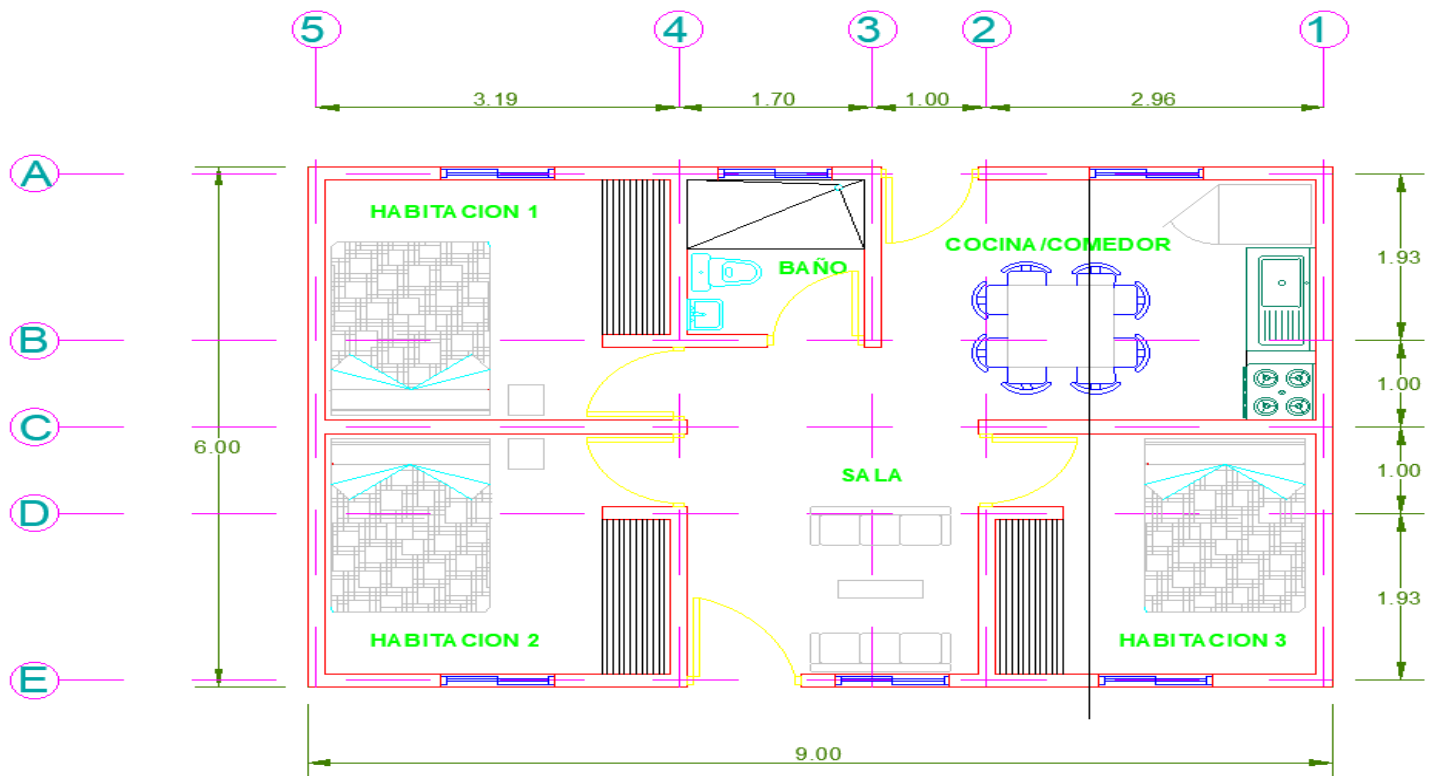 5 4 3 2 1
3.19 1.70 1.00 2.96
A
HABITACION 1
COCINA/COMEDOR
1.93
BAÑO
B
1.00
C
6.00
1.00
SALA
D
1.93
HABITACION 2
HABITACION 3
E
9.00